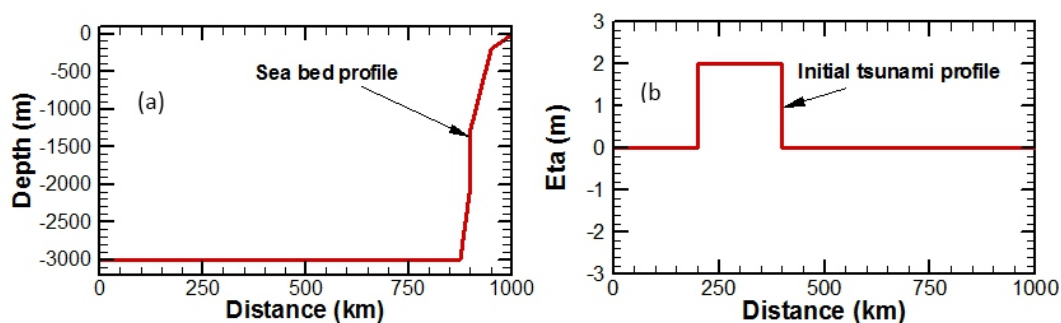 Depth (m)
0
-500
-1000
-1500
-2000
-2500
-3000
Sea bed profile
(a)
0 250 500 750 1000
Distance (km)
Eta (m)
3
2
1
0
-1
-2
-3
(b)
Initial tsunami profile
0 250 500 750 1000
Distance (km)